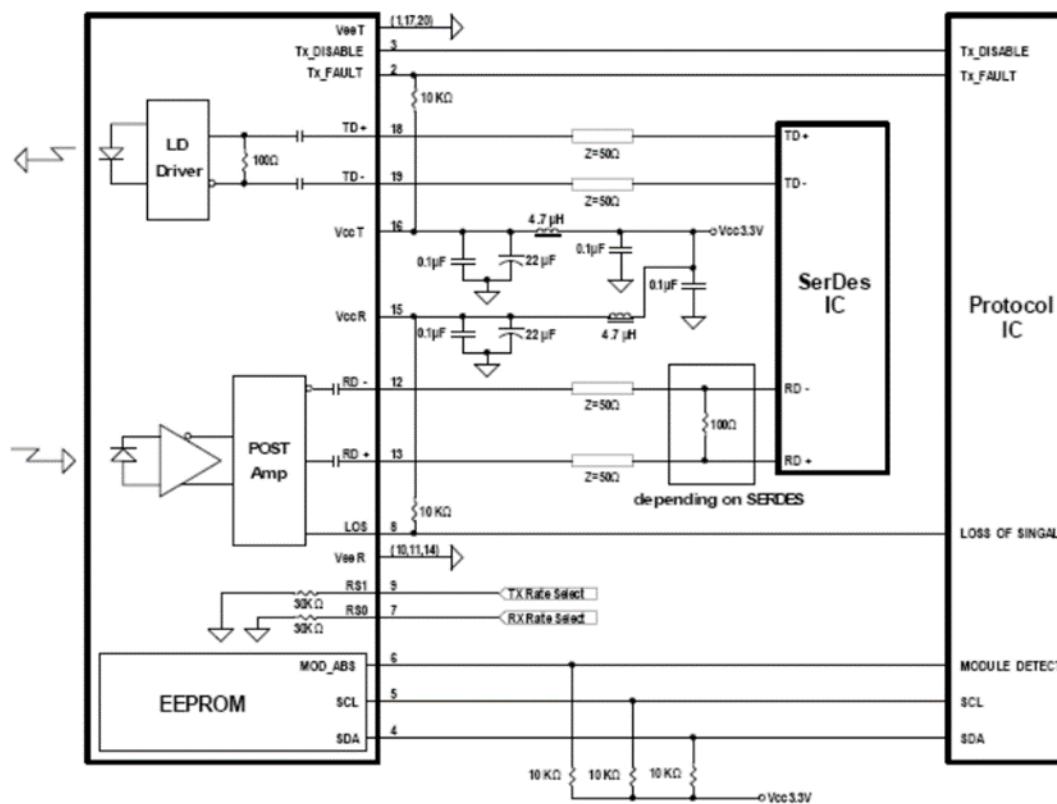 VeeT (1,17,20)
Tx_DISABLE 3 Tx_DISABLE
Tx_FAULT 2 Tx_FAULT
10 KΩ
LD
Driver
100Ω
TD+ 18 Z=50Ω TD+
TD- 19 Z=50Ω TD-
VccT 16 4.7 µH Vcc3.3V
0.1µF 22 µF 0.1µF
0.1µF
VccR 15 4.7 µH
0.1µF 22 µF
SerDes
IC
Protocol
IC
RD - 12 Z=50Ω RD -
100Ω
POST
Amp
RD + 13 Z=50Ω RD +
depending on SERDES
10 KΩ
LOS 8 LOSS OF SINGAL
VeeR (10,11,14)
RS1 9 TX Rate Select
30KΩ
RS0 7 RX Rate Select
30KΩ
EEPROM
MOD_ABS 6 MODULE DETECT
SCL 5 SCL
SDA 4 SDA
10 KΩ 10 KΩ 10 KΩ
Vcc3.3V